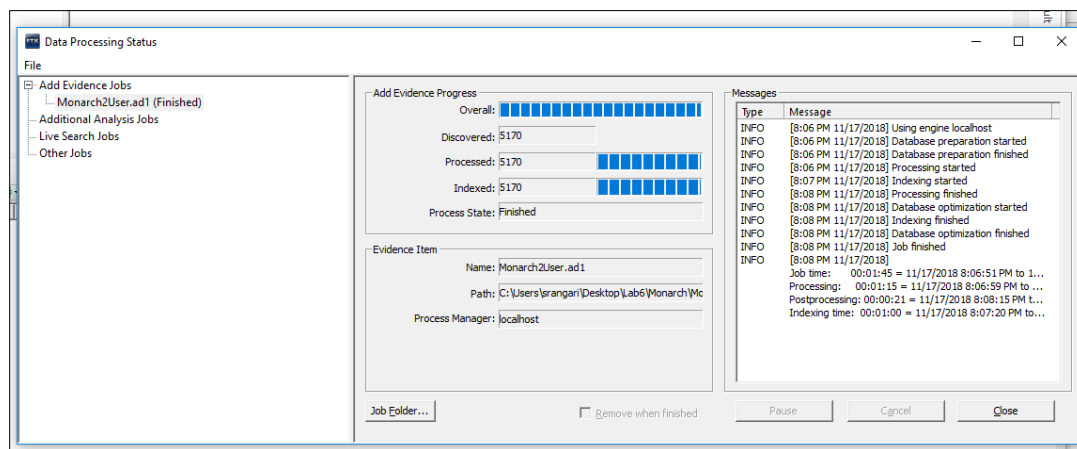 ult
FTK Data Processing Status
File
Add Evidence Jobs
Monarch2User.ad1 (Finished)
Additional Analysis Jobs
Live Search Jobs
Other Jobs
Add Evidence Progress
Overall:
Discovered: 5170
Processed: 5170
Indexed: 5170
Process State: Finished
Evidence Item
Name: Monarch2User.ad1
Path: C:\Users\srangari\Desktop\Lab6\Monarch\Mo
Process Manager: localhost
Job Folder...
Remove when finished
Messages
Type Message
INFO [8:06 PM 11/17/2018] Using engine localhost
INFO [8:06 PM 11/17/2018] Database preparation started
INFO [8:06 PM 11/17/2018] Database preparation finished
INFO [8:06 PM 11/17/2018] Processing started
INFO [8:07 PM 11/17/2018] Indexing started
INFO [8:08 PM 11/17/2018] Processing finished
INFO [8:08 PM 11/17/2018] Database optimization started
INFO [8:08 PM 11/17/2018] Indexing finished
INFO [8:08 PM 11/17/2018] Database optimization finished
INFO [8:08 PM 11/17/2018] Job finished
INFO [8:08 PM 11/17/2018]
Job time: 00:01:45 = 11/17/2018 8:06:51 PM to 1...
Processing: 00:01:15 = 11/17/2018 8:06:59 PM to ...
Postprocessing: 00:00:21 = 11/17/2018 8:08:15 PM t...
Indexing time: 00:01:00 = 11/17/2018 8:07:20 PM to...
Pause
Cancel
Close